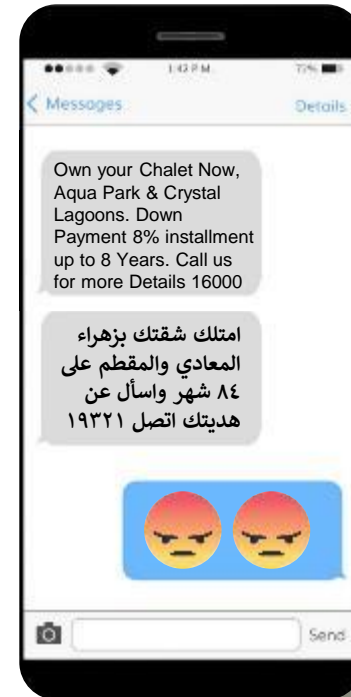 1:42 PM
72%
Messages
Details
Own your Chalet Now,
Aqua Park & Crystal
Lagoons. Down
Payment 8% installment
up to 8 Years. Call us
for more Details 16000
امتلك شقتك بزهراء
المعادي والمقطم على
٨٤ شهر واسأل عن
هديتك اتصل ١٩٣٢١
Send